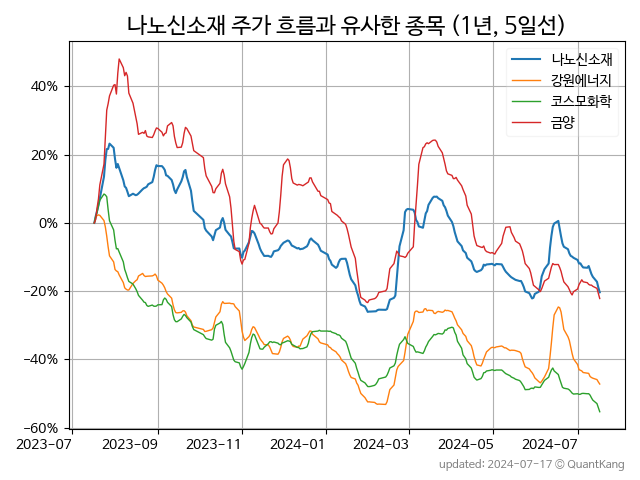 나노신소재 주가 흐름과 유사한 종목 (1년, 5일선)
나노신소재
강원에너지
코스모화학
금양
40%
20%
0%
−20%
−40%
−60%
2023-07 2023-09 2023-11 2024-01 2024-03 2024-05 2024-07
updated: 2024-07-17 © QuantKang